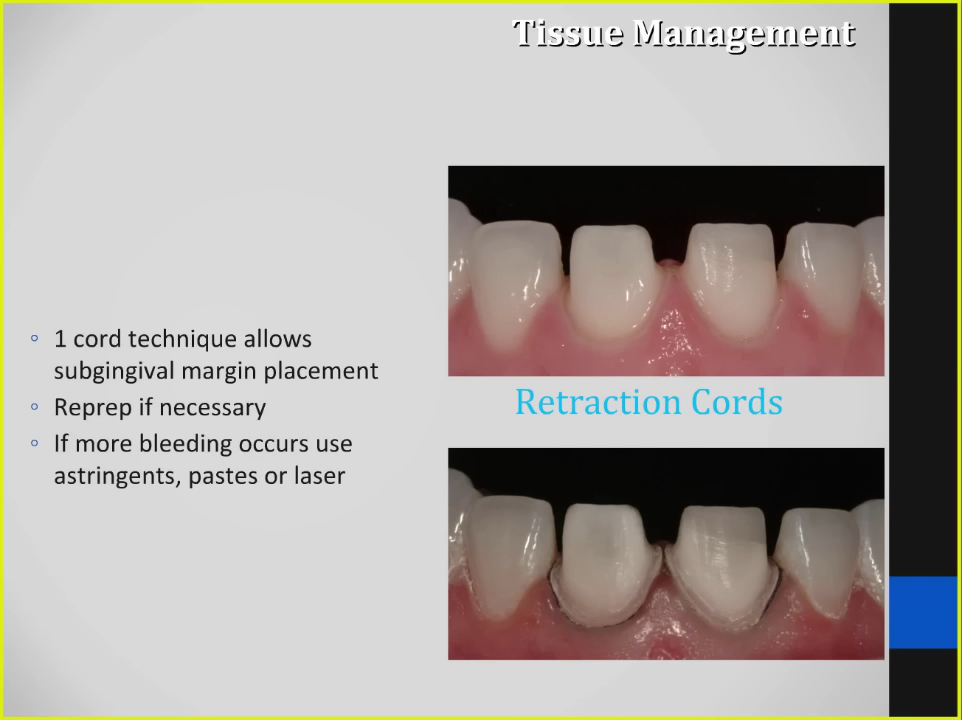 Tissue Management
◦ 1 cord technique allows
subgingival margin placement
◦ Reprep if necessary
◦ If more bleeding occurs use
astringents, pastes or laser
Retraction Cords